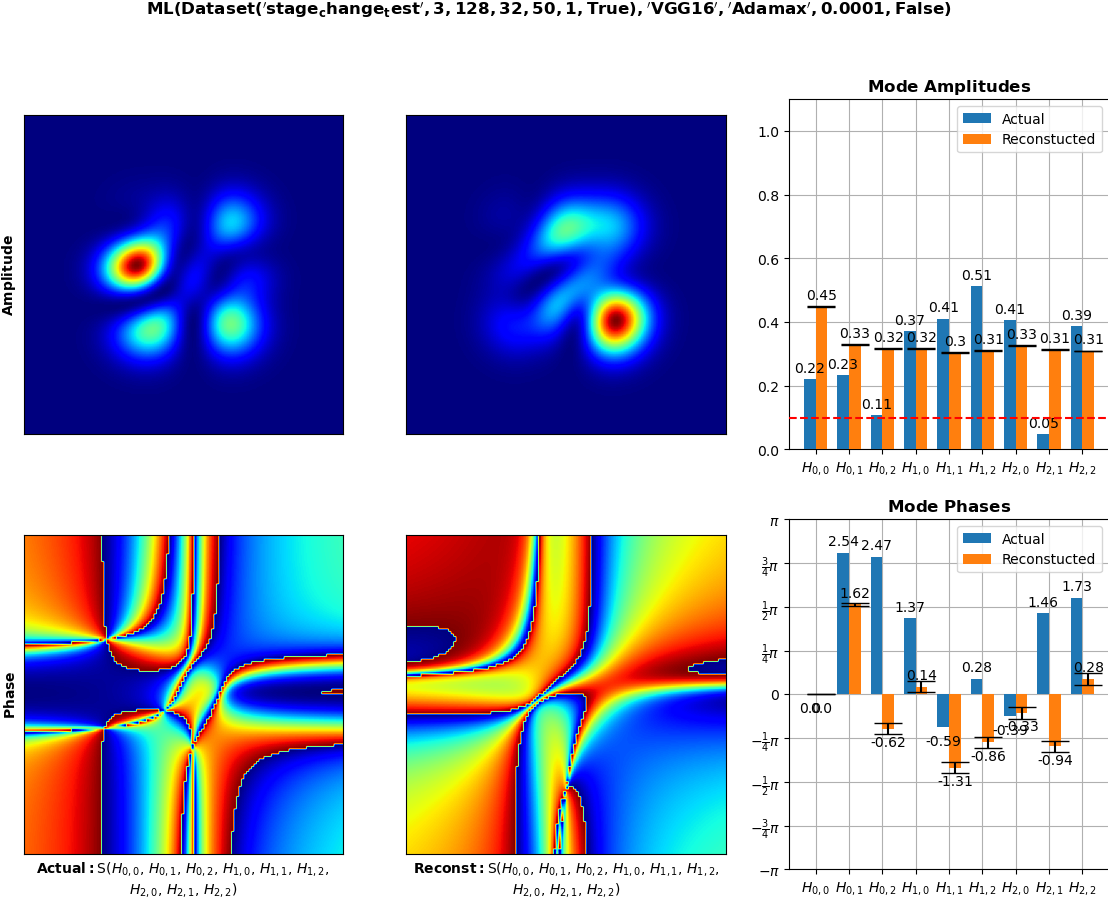 ML(Dataset(′stage_change_test′, 3, 128, 32, 50, 1, True),′VGG16′,′Adamax′, 0.0001, False)
Mode Amplitudes
Amplitude
1.0
0.8
0.6
0.4
0.2
0.0
Actual
Reconstucted
0.22 0.45
0.23 0.33
0.11 0.32
0.37 0.32
0.41 0.3
0.51 0.31
0.41 0.33
0.05 0.31
0.39 0.31
H0,0 H0,1 H0,2 H1,0 H1,1 H1,2 H2,0 H2,1 H2,2
Mode Phases
Phase
π
3/4π
1/2π
1/4π
0
−1/4π
−1/2π
−3/4π
−π
Actual
Reconstucted
0.0 0.0
2.54 1.62
2.47 -0.62
1.37 0.14
-0.59 -1.31
0.28 -0.86
-0.39 -0.33
1.46 -0.94
1.73 0.28
H0,0 H0,1 H0,2 H1,0 H1,1 H1,2 H2,0 H2,1 H2,2
Actual: S(H0,0, H0,1, H0,2, H1,0, H1,1, H1,2,
H2,0, H2,1, H2,2)
Reconst: S(H0,0, H0,1, H0,2, H1,0, H1,1, H1,2,
H2,0, H2,1, H2,2)